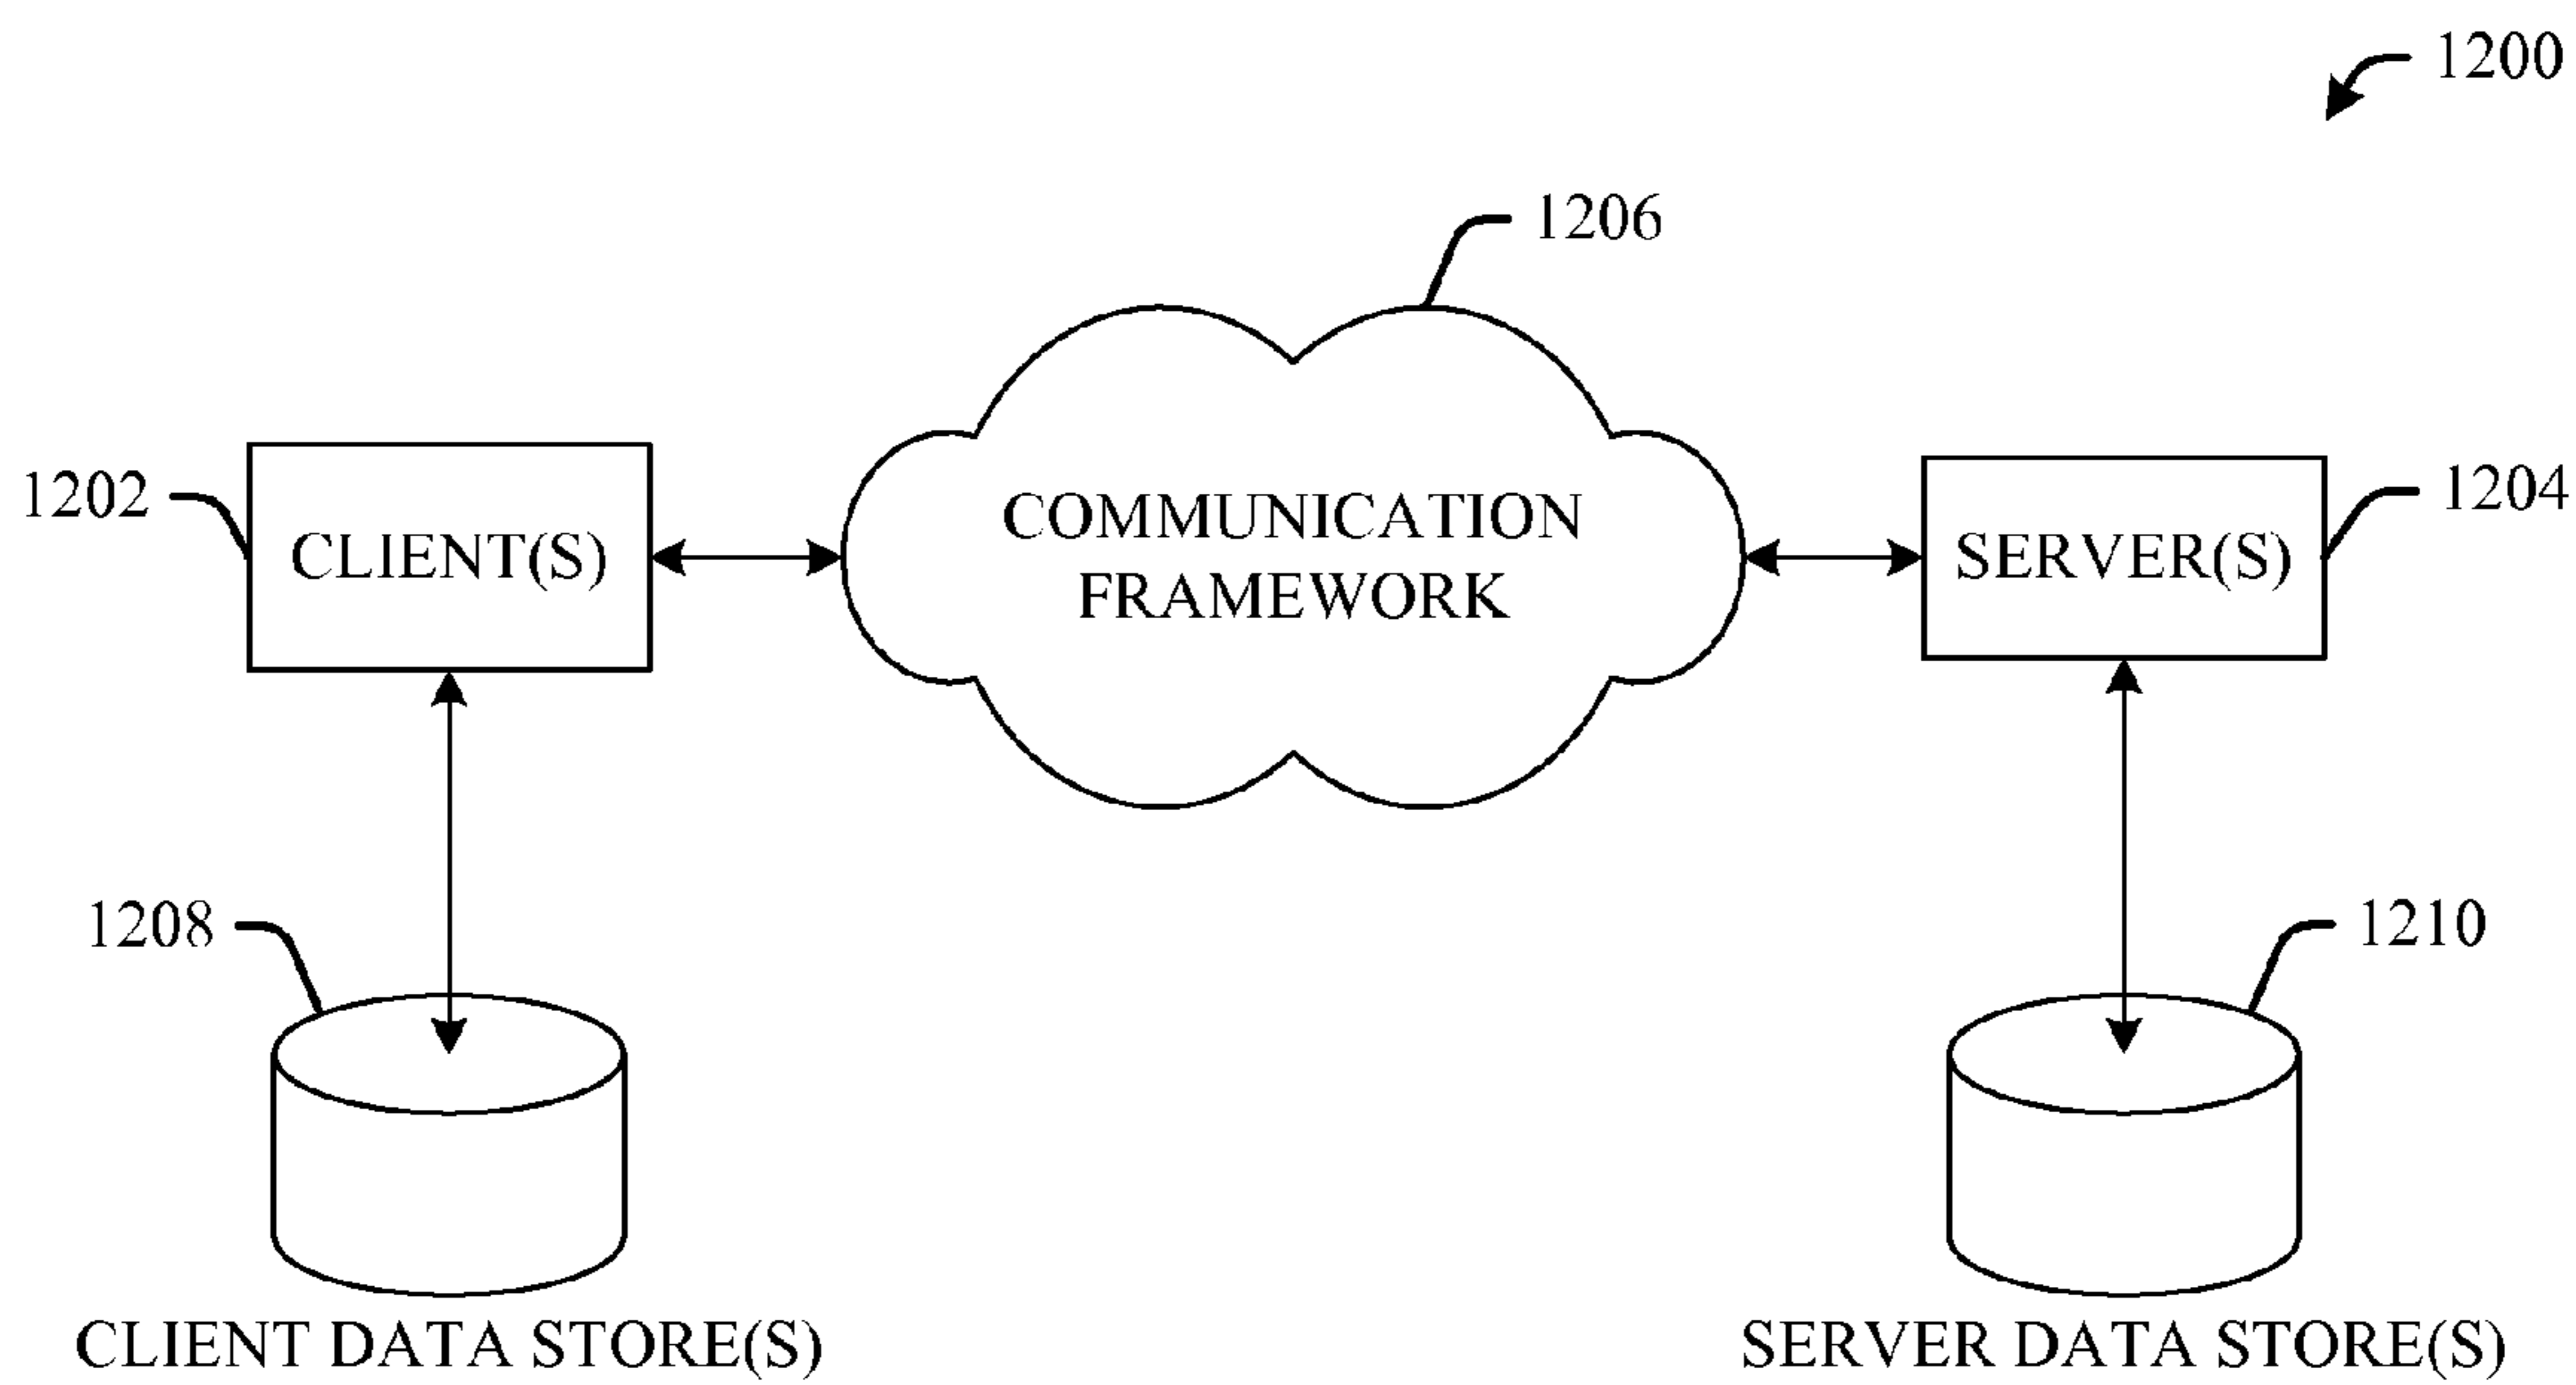 1200
1206
1202
CLIENT(S)
COMMUNICATION
FRAMEWORK
SERVER(S)
1204
1208
1210
CLIENT DATA STORE(S)
SERVER DATA STORE(S)